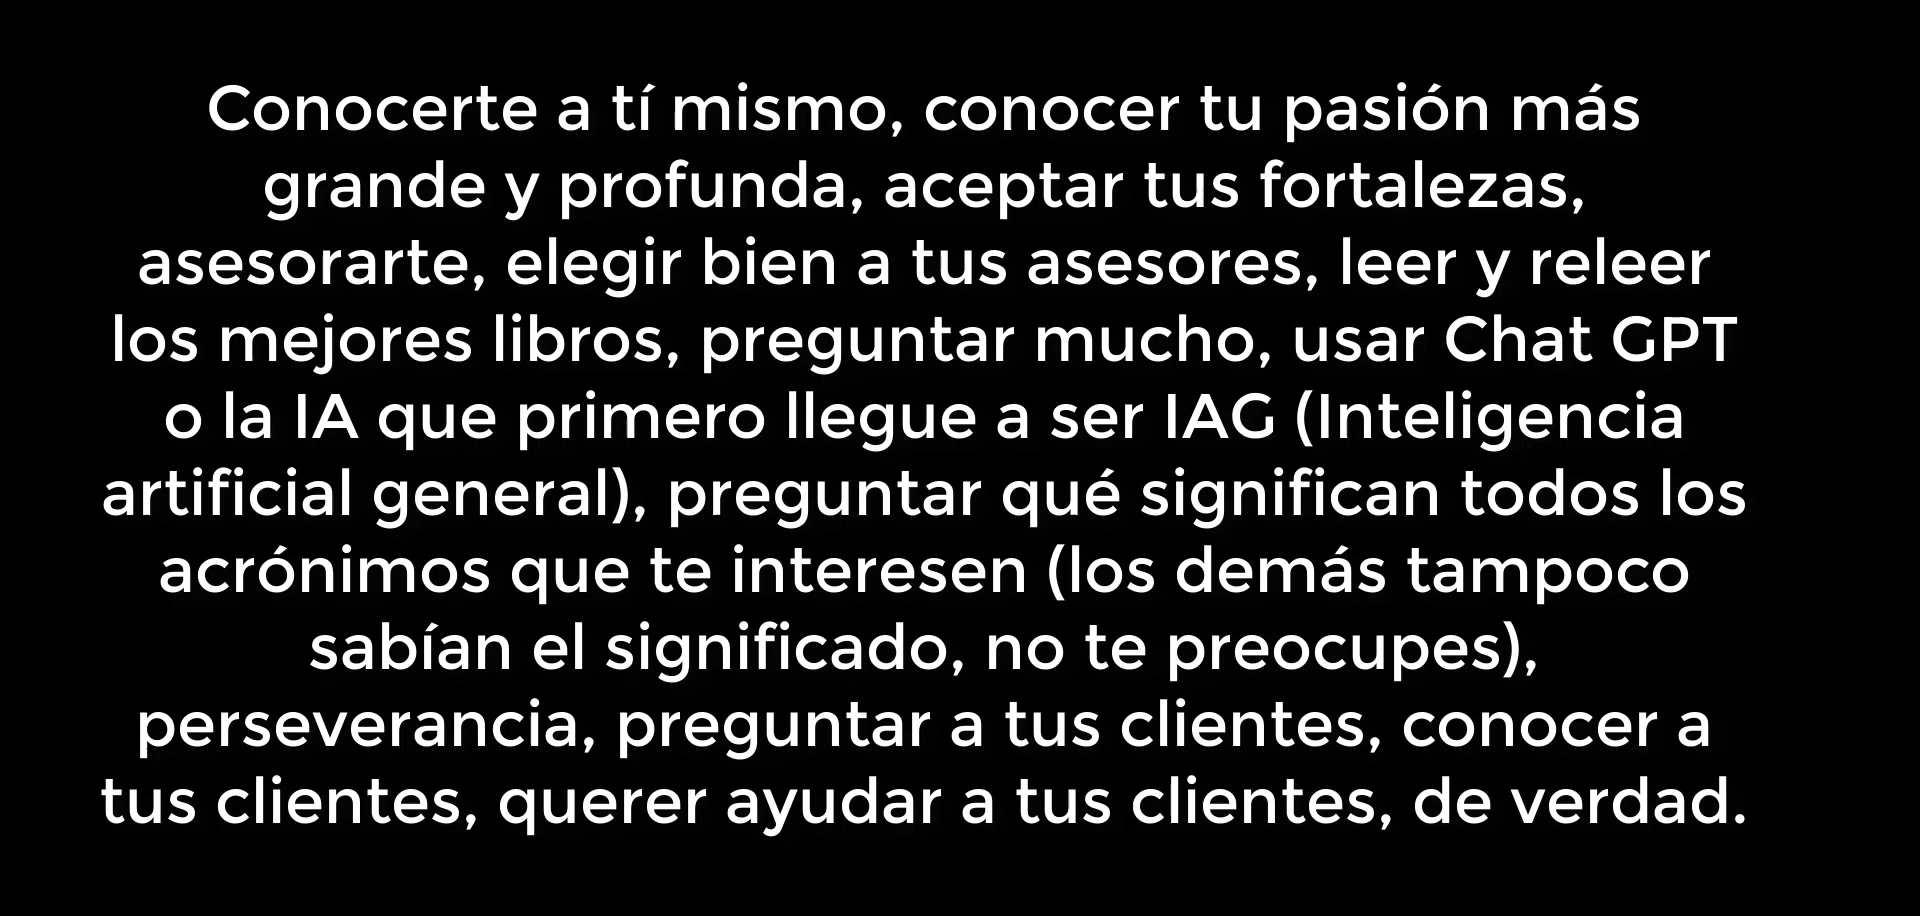 Conocerte a tí mismo, conocer tu pasión más
grande y profunda, aceptar tus fortalezas,
asesorarte, elegir bien a tus asesores, leer y releer
los mejores libros, preguntar mucho, usar Chat GPT
o la IA que primero llegue a ser IAG (Inteligencia
artificial general), preguntar qué significan todos los
acrónimos que te interesen (los demás tampoco
sabían el significado, no te preocupes),
perseverancia, preguntar a tus clientes, conocer a
tus clientes, querer ayudar a tus clientes, de verdad.